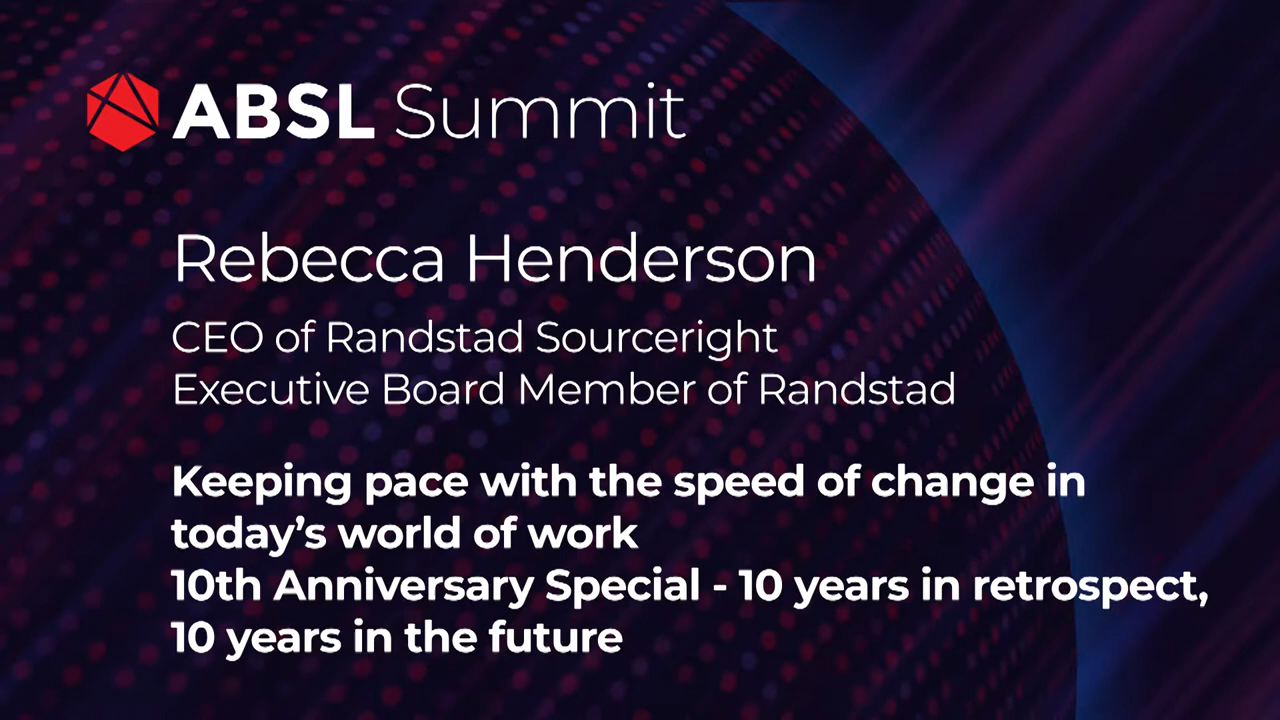 ABSL Summit
Rebecca Henderson
CEO of Randstad Sourceright
Executive Board Member of Randstad
Keeping pace with the speed of change in
today’s world of work
10th Anniversary Special - 10 years in retrospect,
10 years in the future